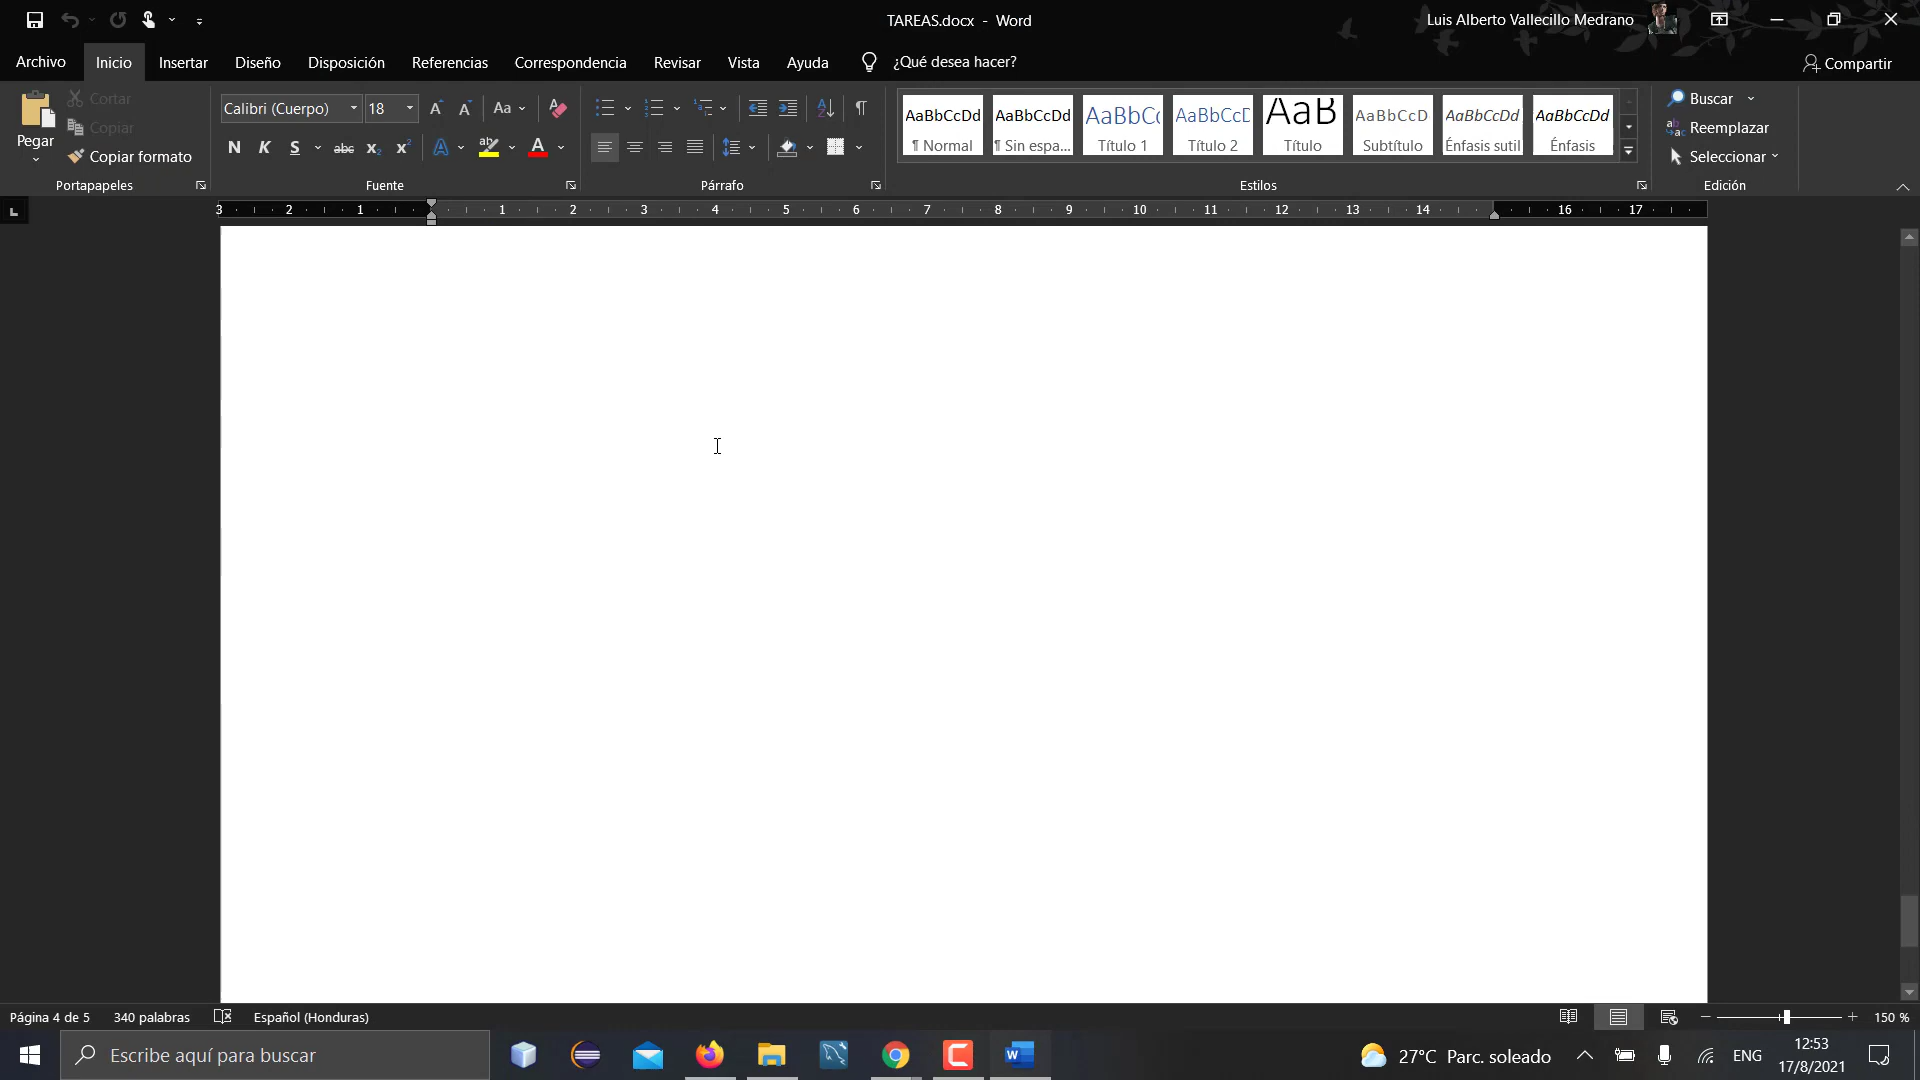 TAREAS.docx - Word
Luis Alberto Vallecillo Medrano
Archivo Inicio Insertar Diseño Disposición Referencias Correspondencia Revisar Vista Ayuda ¿Qué desea hacer? Compartir
Pegar
Cortar
Copiar
Copiar formato
Portapapeles
Calibri (Cuerpo) 18 Aa
N K S abc x₂ x² A A
Fuente
Párrafo
AaBbCcDd AaBbCcDd AaBbCc AaBbCcE AaB AaBbCcD AaBbCcDd AaBbCcDd
¶ Normal ¶ Sin espa... Título 1 Título 2 Título Subtítulo Énfasis sutil Énfasis
Estilos
Buscar
Reemplazar
Seleccionar
Edición
3 2 1 1 2 3 4 5 6 7 8 9 10 11 12 13 14 16 17
Página 4 de 5 340 palabras Español (Honduras) 150 %
Escribe aquí para buscar
27°C Parc. soleado ENG
12:53
17/8/2021